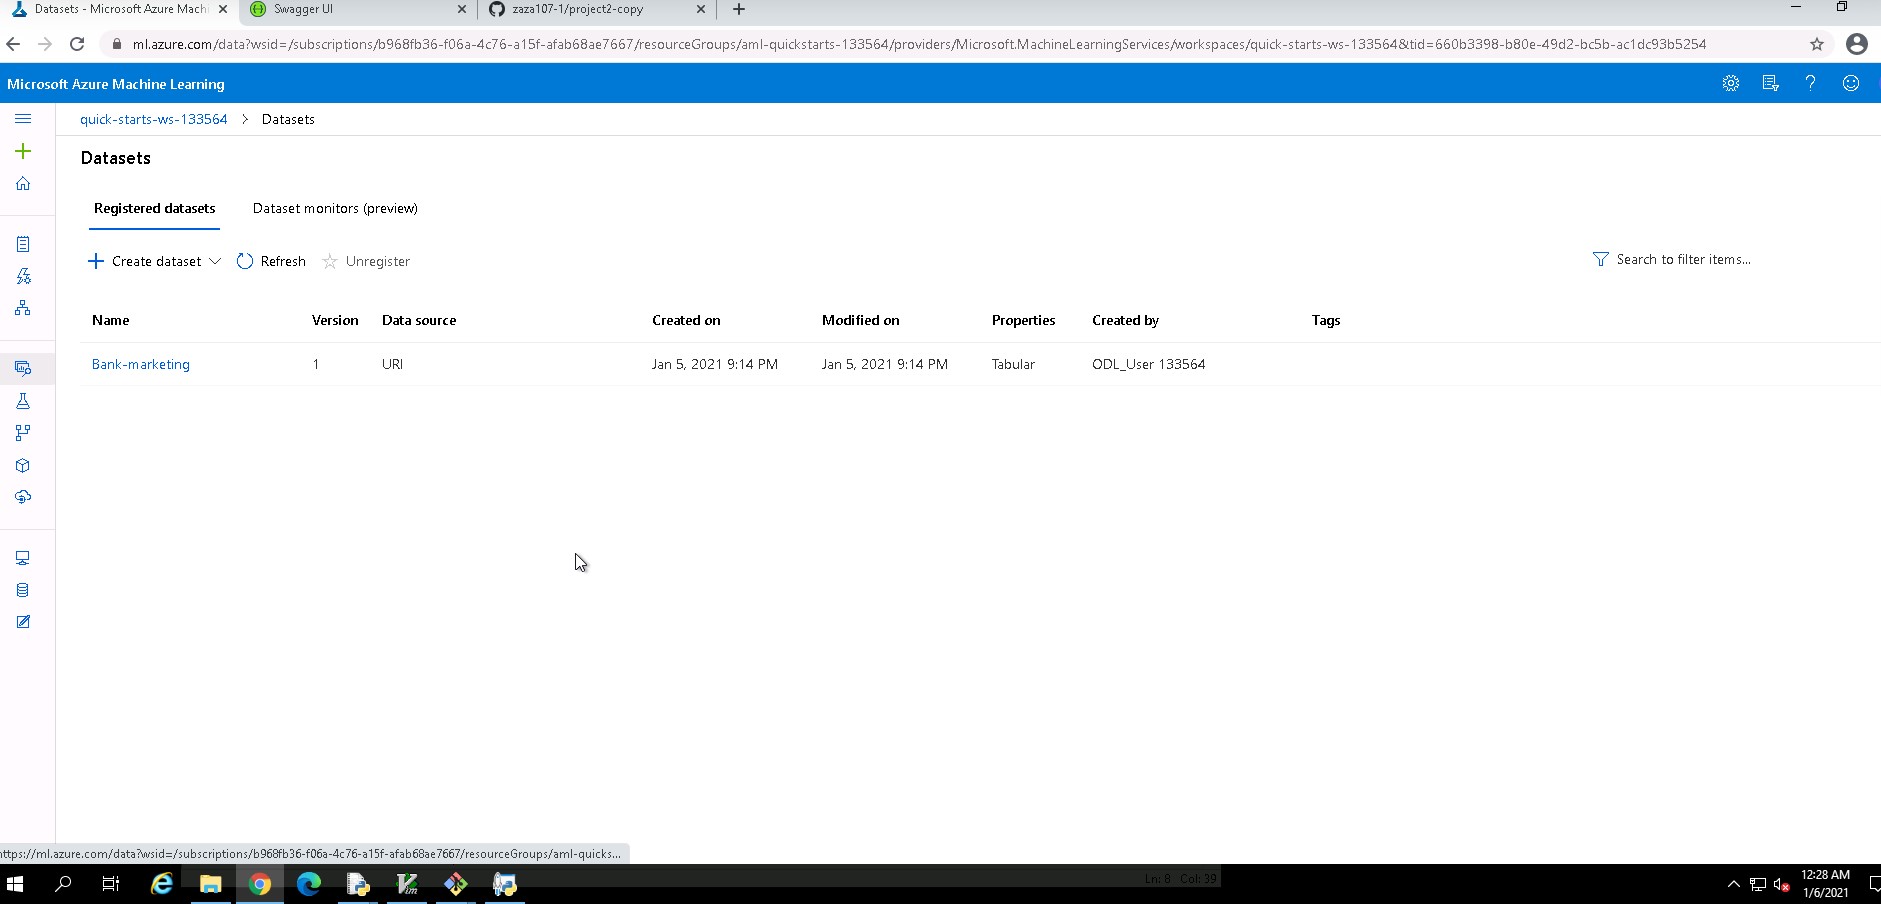 Datasets - Microsoft Azure Machi
Swagger UI
zaza107-1/project2-copy
ml.azure.com/data?wsid=/subscriptions/b968fb36-f06a-4c76-a15f-afab68ae7667/resourceGroups/aml-quickstarts-133564/providers/Microsoft.MachineLearningServices/workspaces/quick-starts-ws-133564&tid=660b3398-b80e-49d2-bc5b-ac1dc93b5254
Microsoft Azure Machine Learning
quick-starts-ws-133564 > Datasets
Datasets
Registered datasets Dataset monitors (preview)
Create dataset Refresh Unregister Search to filter items...
Name Version Data source Created on Modified on Properties Created by Tags
Bank-marketing 1 URI Jan 5, 2021 9:14 PM Jan 5, 2021 9:14 PM Tabular ODL_User 133564
https://ml.azure.com/data?wsid=/subscriptions/b968fb36-f06a-4c76-a15f-afab68ae7667/resourceGroups/aml-quicks...
Ln: 8 Col: 39
12:28 AM
1/6/2021